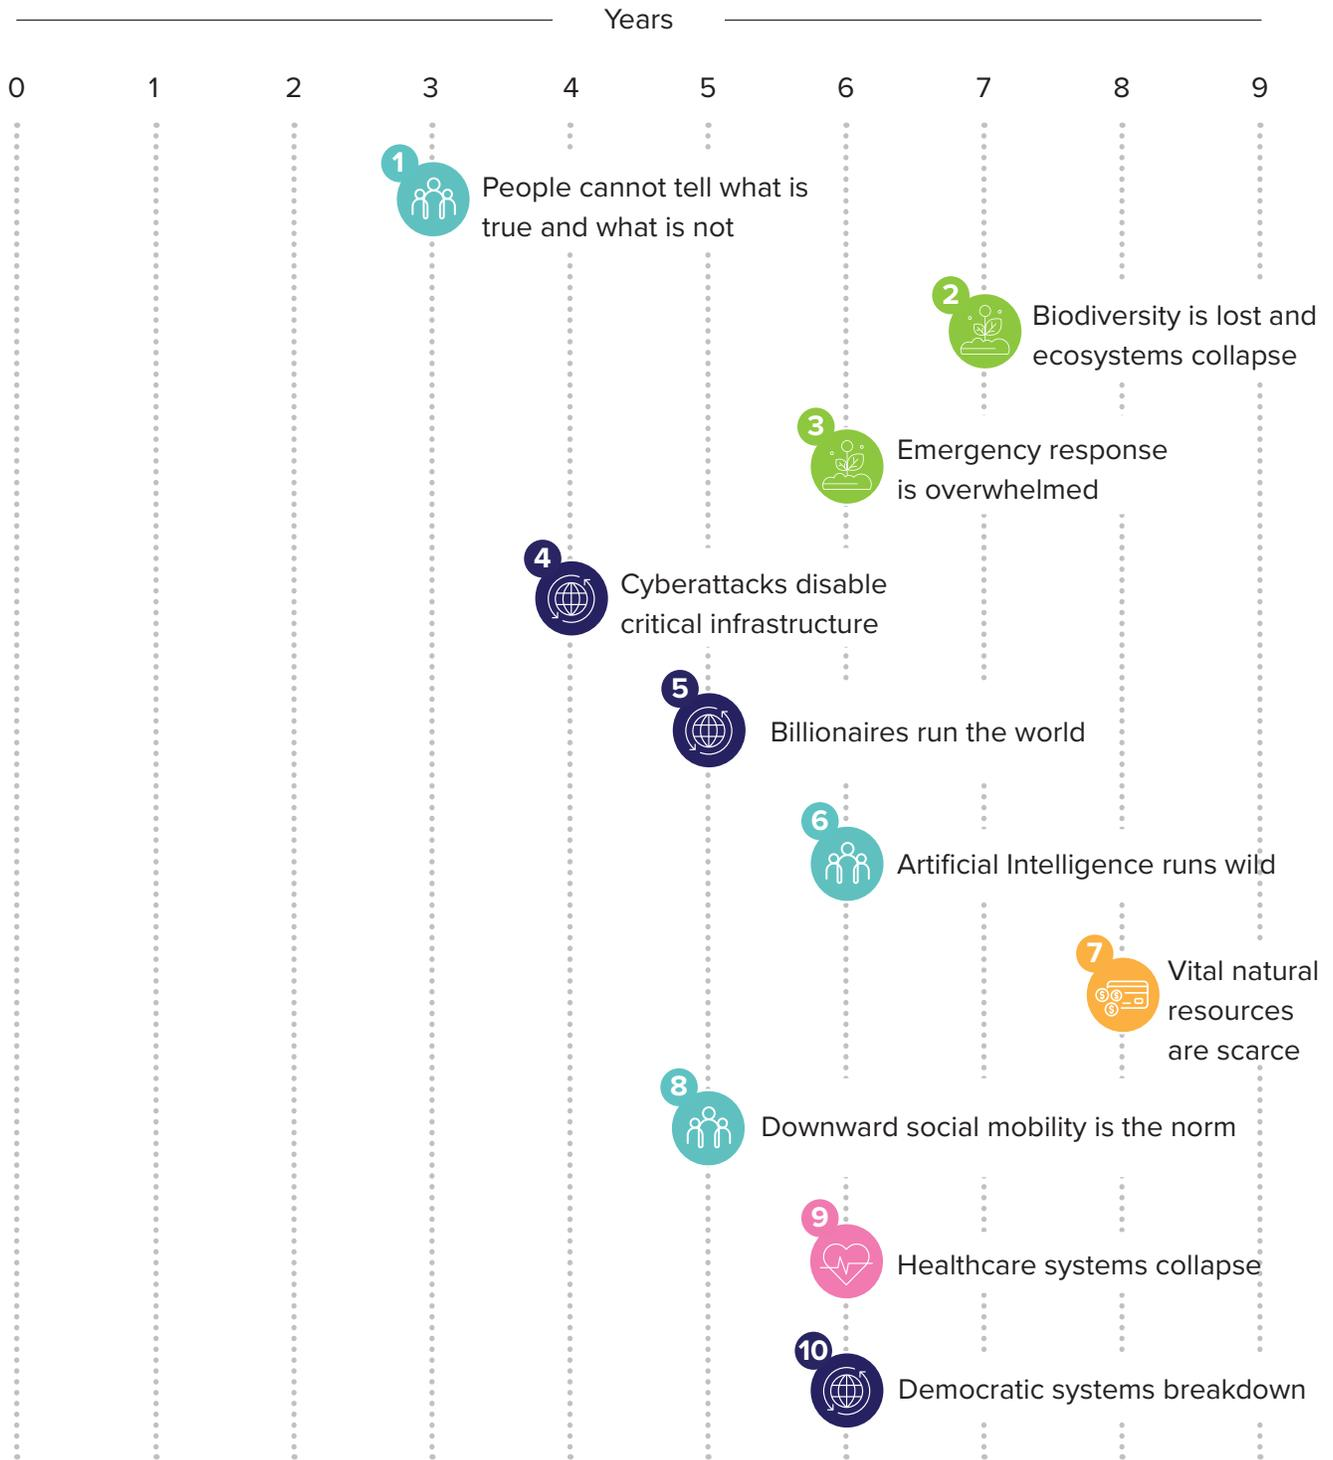 Years
0 1 2 3 4 5 6 7 8 9
1
People cannot tell what is
true and what is not
2
Biodiversity is lost and
ecosystems collapse
3
Emergency response
is overwhelmed
4
Cyberattacks disable
critical infrastructure
5
Billionaires run the world
6
Artificial Intelligence runs wild
7
Vital natural
resources
are scarce
8
Downward social mobility is the norm
9
Healthcare systems collapse
10
Democratic systems breakdown